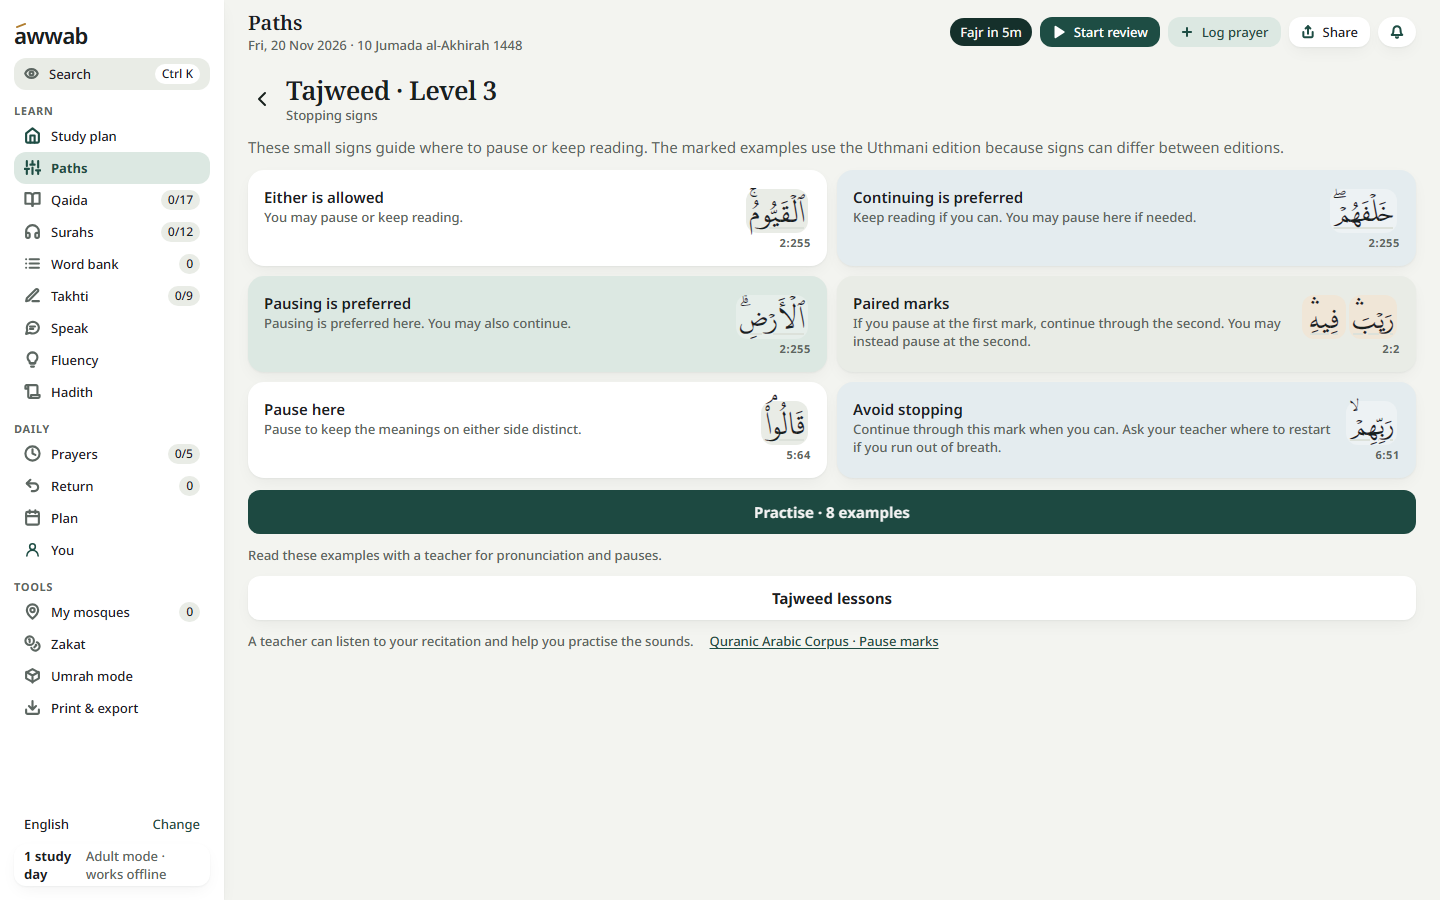 awwab
Search Ctrl K
LEARN
Study plan
Paths
Qaida 0/17
Surahs 0/12
Word bank 0
Takhti 0/9
Speak
Fluency
Hadith
DAILY
Prayers 0/5
Return 0
Plan
You
TOOLS
My mosques 0
Zakat
Umrah mode
Print & export
English Change
1 study day Adult mode · works offline
Paths
Fri, 20 Nov 2026 · 10 Jumada al-Akhirah 1448
Fajr in 5m Start review Log prayer Share
Tajweed · Level 3
Stopping signs
These small signs guide where to pause or keep reading. The marked examples use the Uthmani edition because signs can differ between editions.
Either is allowed
You may pause or keep reading.
ٱلْقَيُّومُ ۚ
2:255
Continuing is preferred
Keep reading if you can. You may pause here if needed.
خَلْفَهُمْ ۖ
2:255
Pausing is preferred
Pausing is preferred here. You may also continue.
ٱلْأَرْضِ ۗ
2:255
Paired marks
If you pause at the first mark, continue through the second. You may
instead pause at the second.
رَيْبَ ۛ فِيهِ ۛ
2:2
Pause here
Pause to keep the meanings on either side distinct.
قَالُوا۟ ۘ
5:64
Avoid stopping
Continue through this mark when you can. Ask your teacher where to restart
if you run out of breath.
رَبِّهِمْ ۙ
6:51
Practise · 8 examples
Read these examples with a teacher for pronunciation and pauses.
Tajweed lessons
A teacher can listen to your recitation and help you practise the sounds. Quranic Arabic Corpus · Pause marks